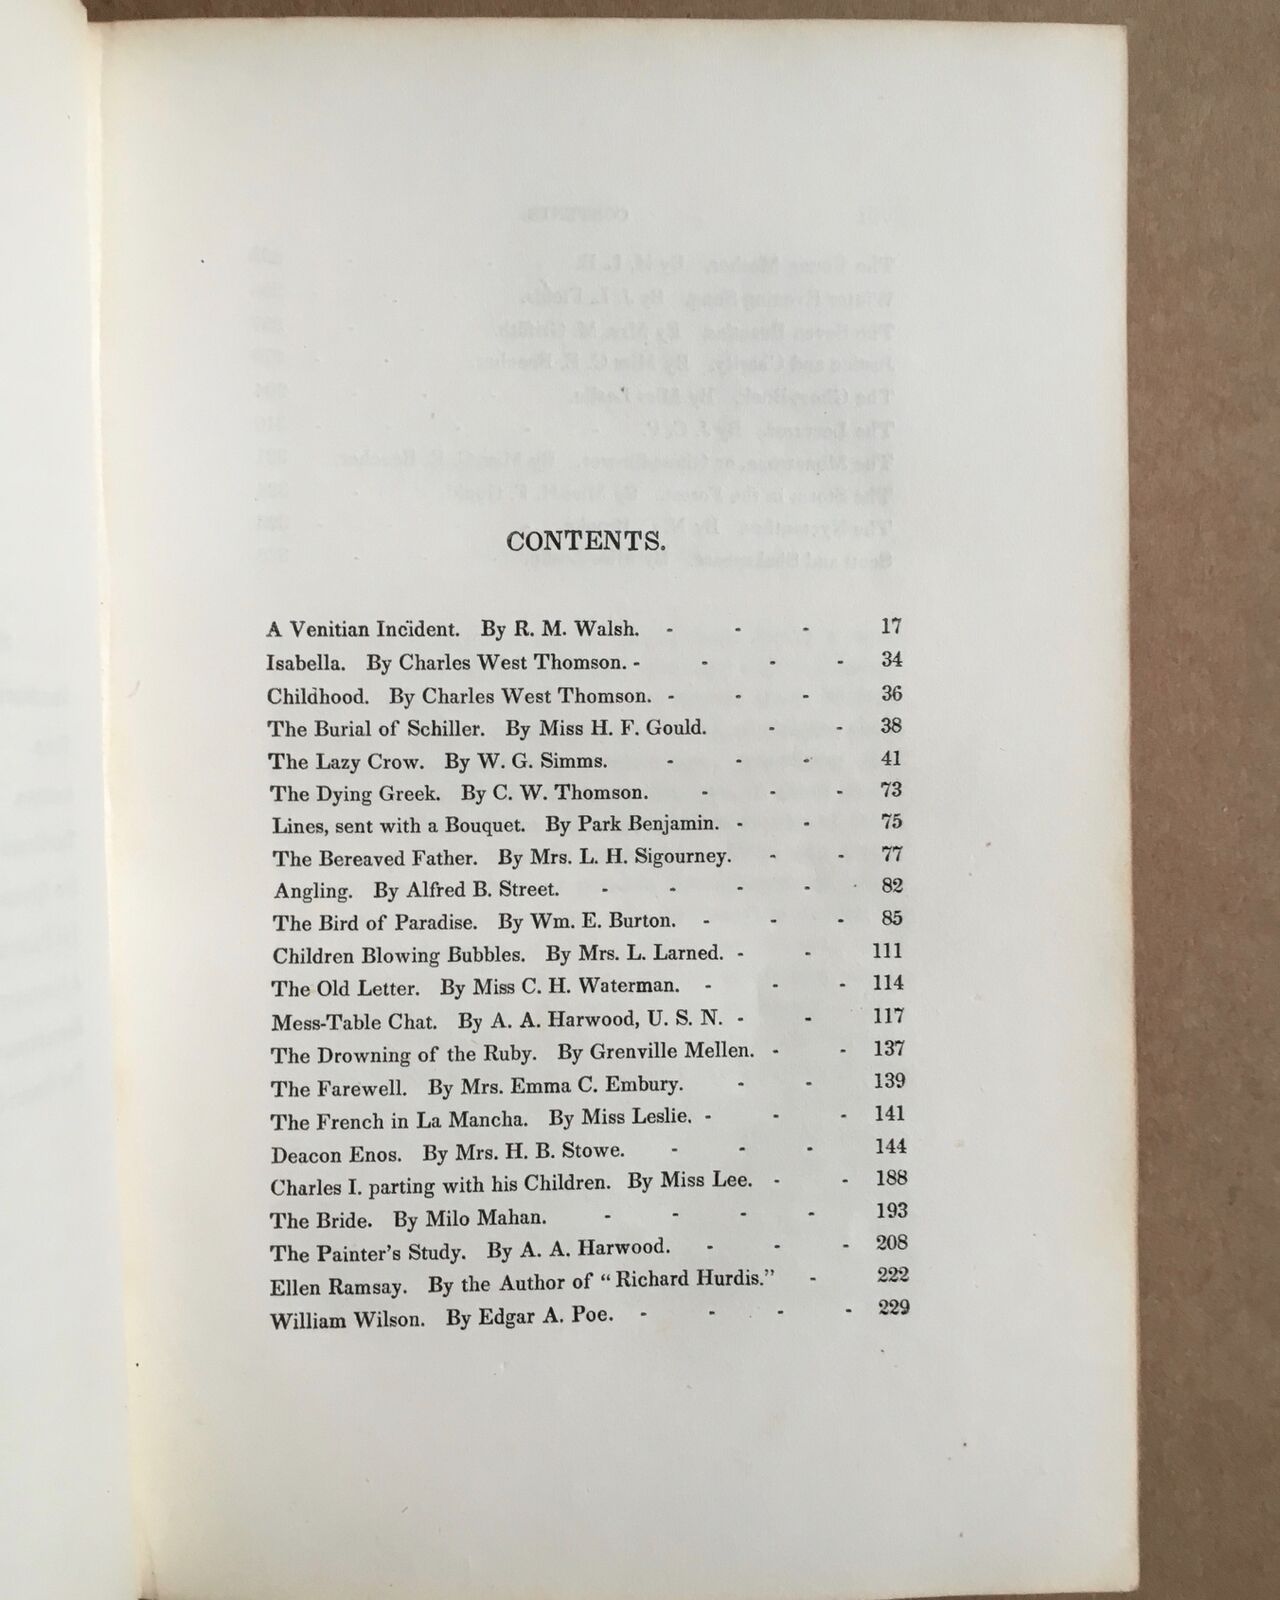 CONTENTS.
A Venitian Incident. By R. M. Walsh. - - - 17
Isabella. By Charles West Thomson. - - - - 34
Childhood. By Charles West Thomson. - - - 36
The Burial of Schiller. By Miss H. F. Gould. - - 38
The Lazy Crow. By W. G. Simms. - - - 41
The Dying Greek. By C. W. Thomson. - - - 73
Lines, sent with a Bouquet. By Park Benjamin. - - 75
The Bereaved Father. By Mrs. L. H. Sigourney. - - 77
Angling. By Alfred B. Street. - - - - 82
The Bird of Paradise. By Wm. E. Burton. - - - 85
Children Blowing Bubbles. By Mrs. L. Larned. - - 111
The Old Letter. By Miss C. H. Waterman. - - - 114
Mess-Table Chat. By A. A. Harwood, U. S. N. - - 117
The Drowning of the Ruby. By Grenville Mellen. - - 137
The Farewell. By Mrs. Emma C. Embury. - - 139
The French in La Mancha. By Miss Leslie. - - - 141
Deacon Enos. By Mrs. H. B. Stowe. - - - 144
Charles I. parting with his Children. By Miss Lee. - - 188
The Bride. By Milo Mahan. - - - - 193
The Painter's Study. By A. A. Harwood. - - - 208
Ellen Ramsay. By the Author of "Richard Hurdis." - 222
William Wilson. By Edgar A. Poe. - - - - 229